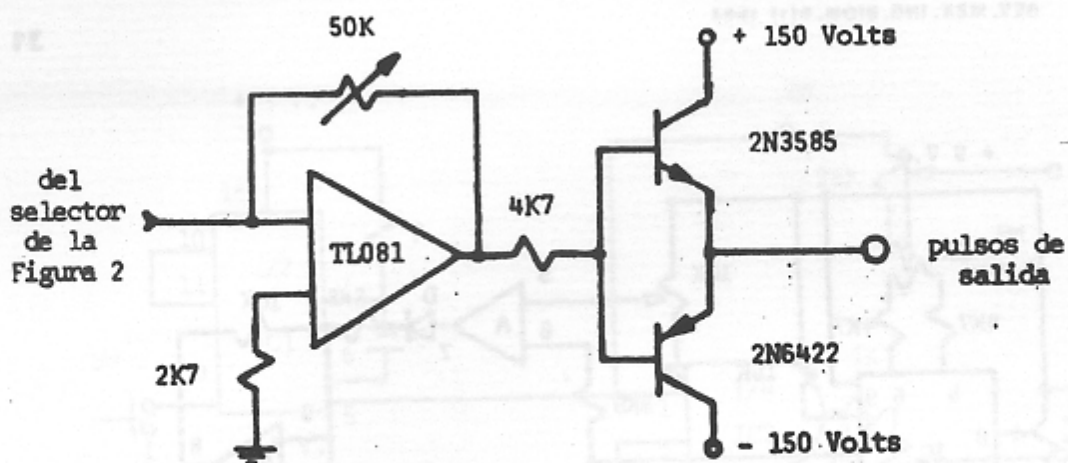 50K
+ 150 Volts
2N3585
del
selector
de la
Figura 2
4K7
TL081
pulsos de
salida
2K7
2N6422
- 150 Volts